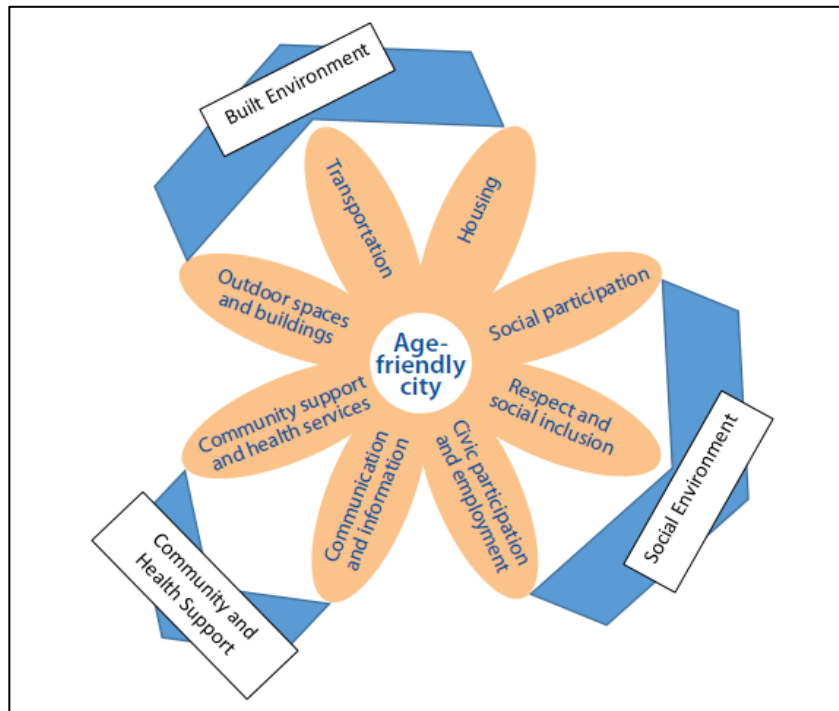 Built Environment
Transportation
Housing
Outdoor spaces
and buildings
Social participation
Age-
friendly
city
Community support
and health services
Respect and
social inclusion
Communication
and information
Civic participation
and employment
Social Environment
Community and
Health Support